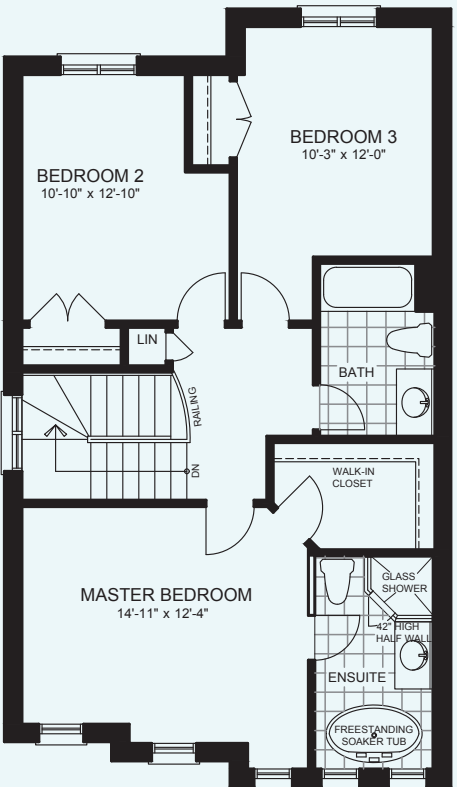 BEDROOM 3
10'-3" x 12'-0"
BEDROOM 2
10'-10" x 12'-10"
LIN
BATH
RAILING
DN
WALK-IN
CLOSET
MASTER BEDROOM
14'-11" x 12'-4"
GLASS
SHOWER
42" HIGH
HALF WALL
ENSUITE
FREESTANDING
SOAKER TUB